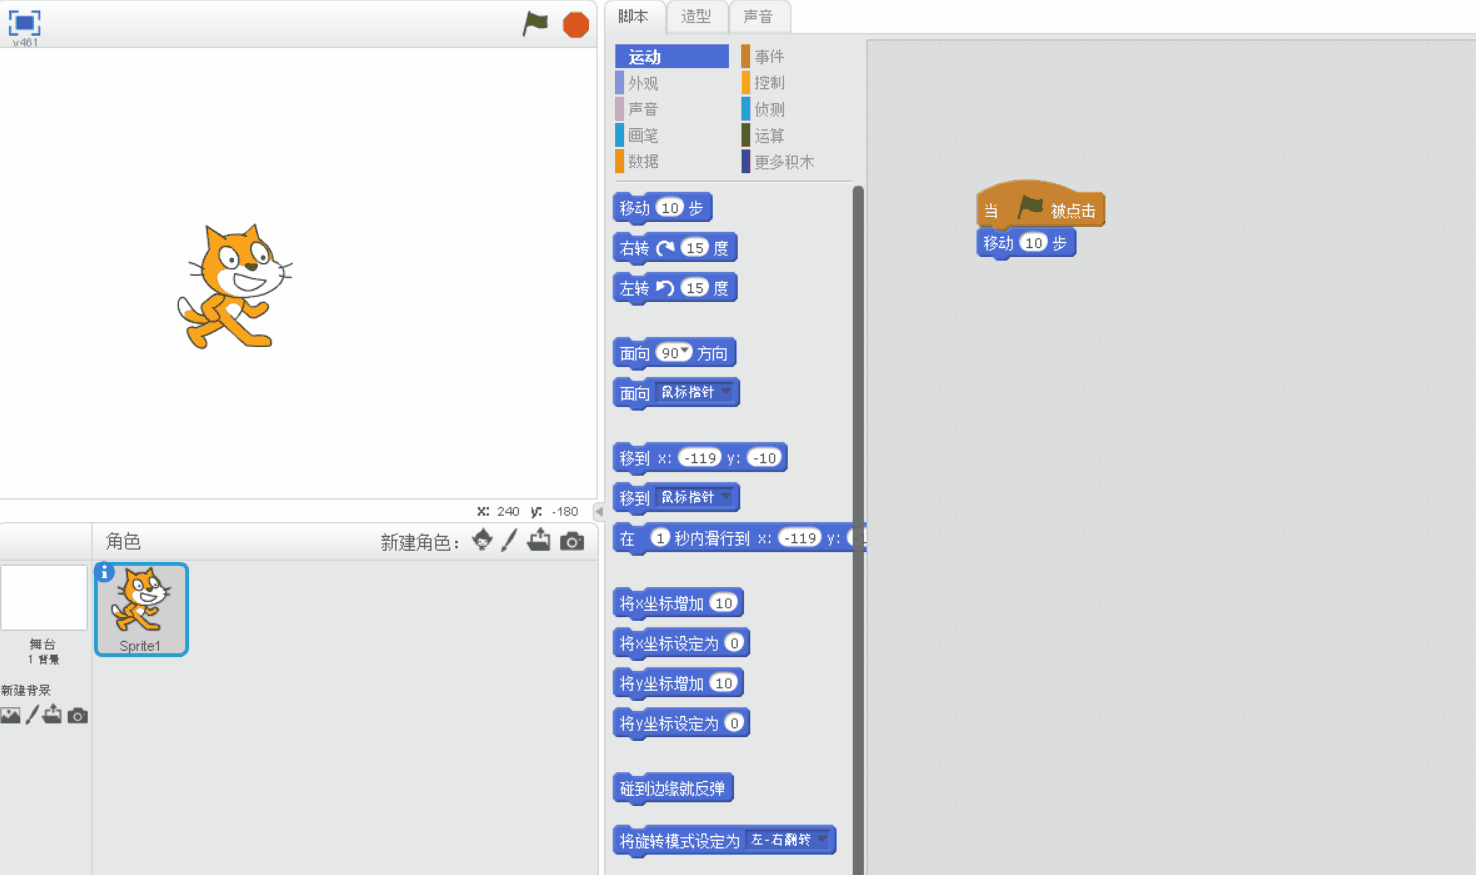 v461
脚本 造型 声音
运动 事件
外观 控制
声音 侦测
画笔 运算
数据 更多积木
移动 10 步
右转 15 度
左转 15 度
面向 90 方向
面向 鼠标指针
移到 x: -119 y: -10
移到 鼠标指针
在 1 秒内滑行到 x: -119 y:
将x坐标增加 10
将x坐标设定为 0
将y坐标增加 10
将y坐标设定为 0
碰到边缘就反弹
将旋转模式设定为 左-右翻转
当 被点击
移动 10 步
x: 240 y: -180
角色 新建角色:
Sprite1
舞台
1 背景
新建背景